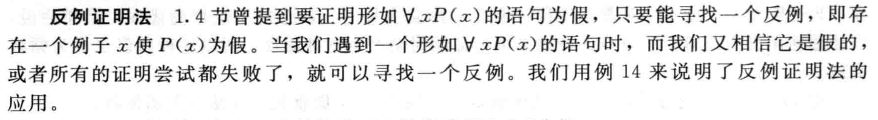 反例证明法　1.4 节曾提到要证明形如 ∀xP(x)的语句为假，只要能寻找一个反例，即存
在一个例子 x 使 P(x)为假。当我们遇到一个形如 ∀xP(x)的语句时，而我们又相信它是假的，
或者所有的证明尝试都失败了，就可以寻找一个反例。我们用例 14 来说明了反例证明法的
应用。